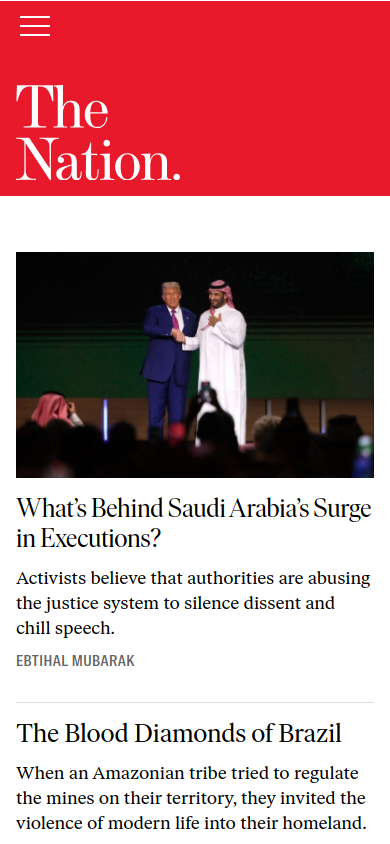 The
Nation.
What’s Behind Saudi Arabia’s Surge
in Executions?
Activists believe that authorities are abusing
the justice system to silence dissent and
chill speech.
EBTIHAL MUBARAK
The Blood Diamonds of Brazil
When an Amazonian tribe tried to regulate
the mines on their territory, they invited the
violence of modern life into their homeland.